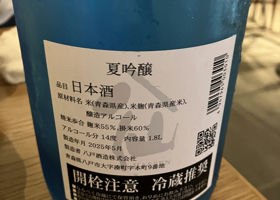 夏吟醸
品目 日本酒
原材料名 米(青森県産)、米麹(青森県産米)、
醸造アルコール
精米歩合 麹米55%、掛米60%
アルコール分 14度 内容量 1.8L
製造年月 2025年5月
製造者 八戸酒造株式会社
青森県八戸市大字湊町字本町9番地
開栓注意 冷蔵推奨